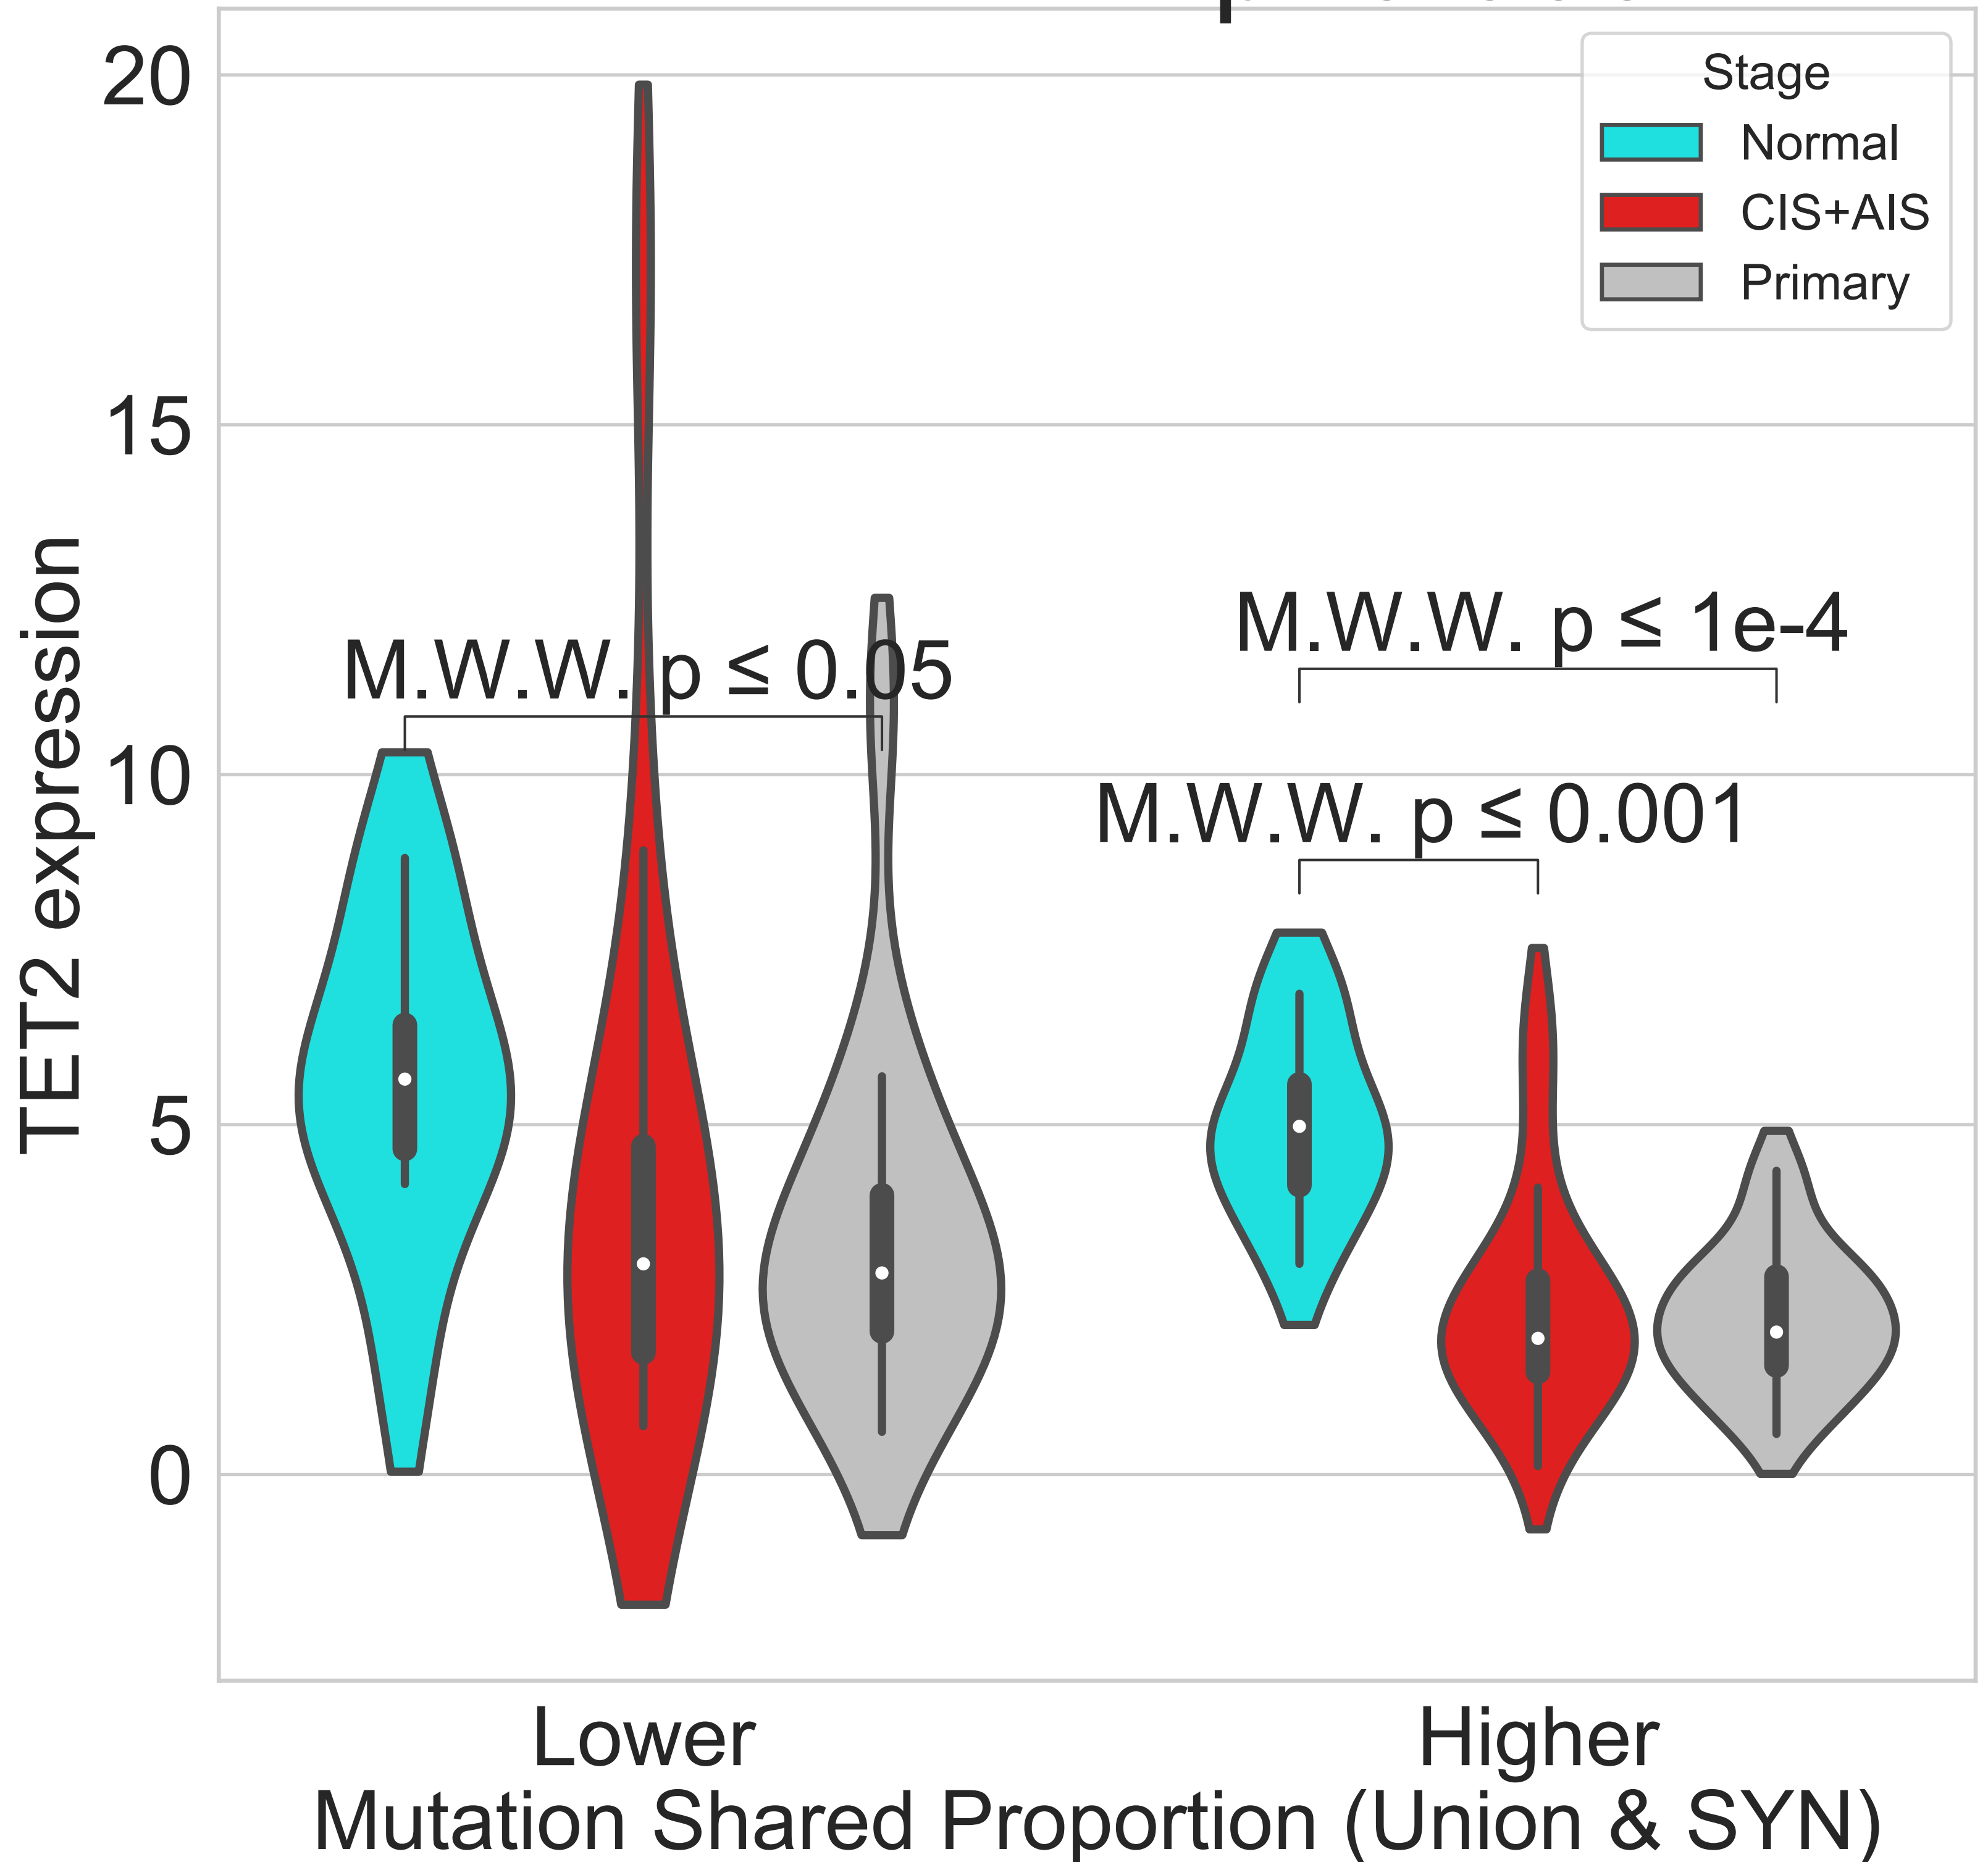 20
15
10
5
0
TET2 expression
Stage
Normal
CIS+AIS
Primary
M.W.W. p ≤ 0.05
M.W.W. p ≤ 1e-4
M.W.W. p ≤ 0.001
Lower
Higher
Mutation Shared Proportion (Union & SYN)